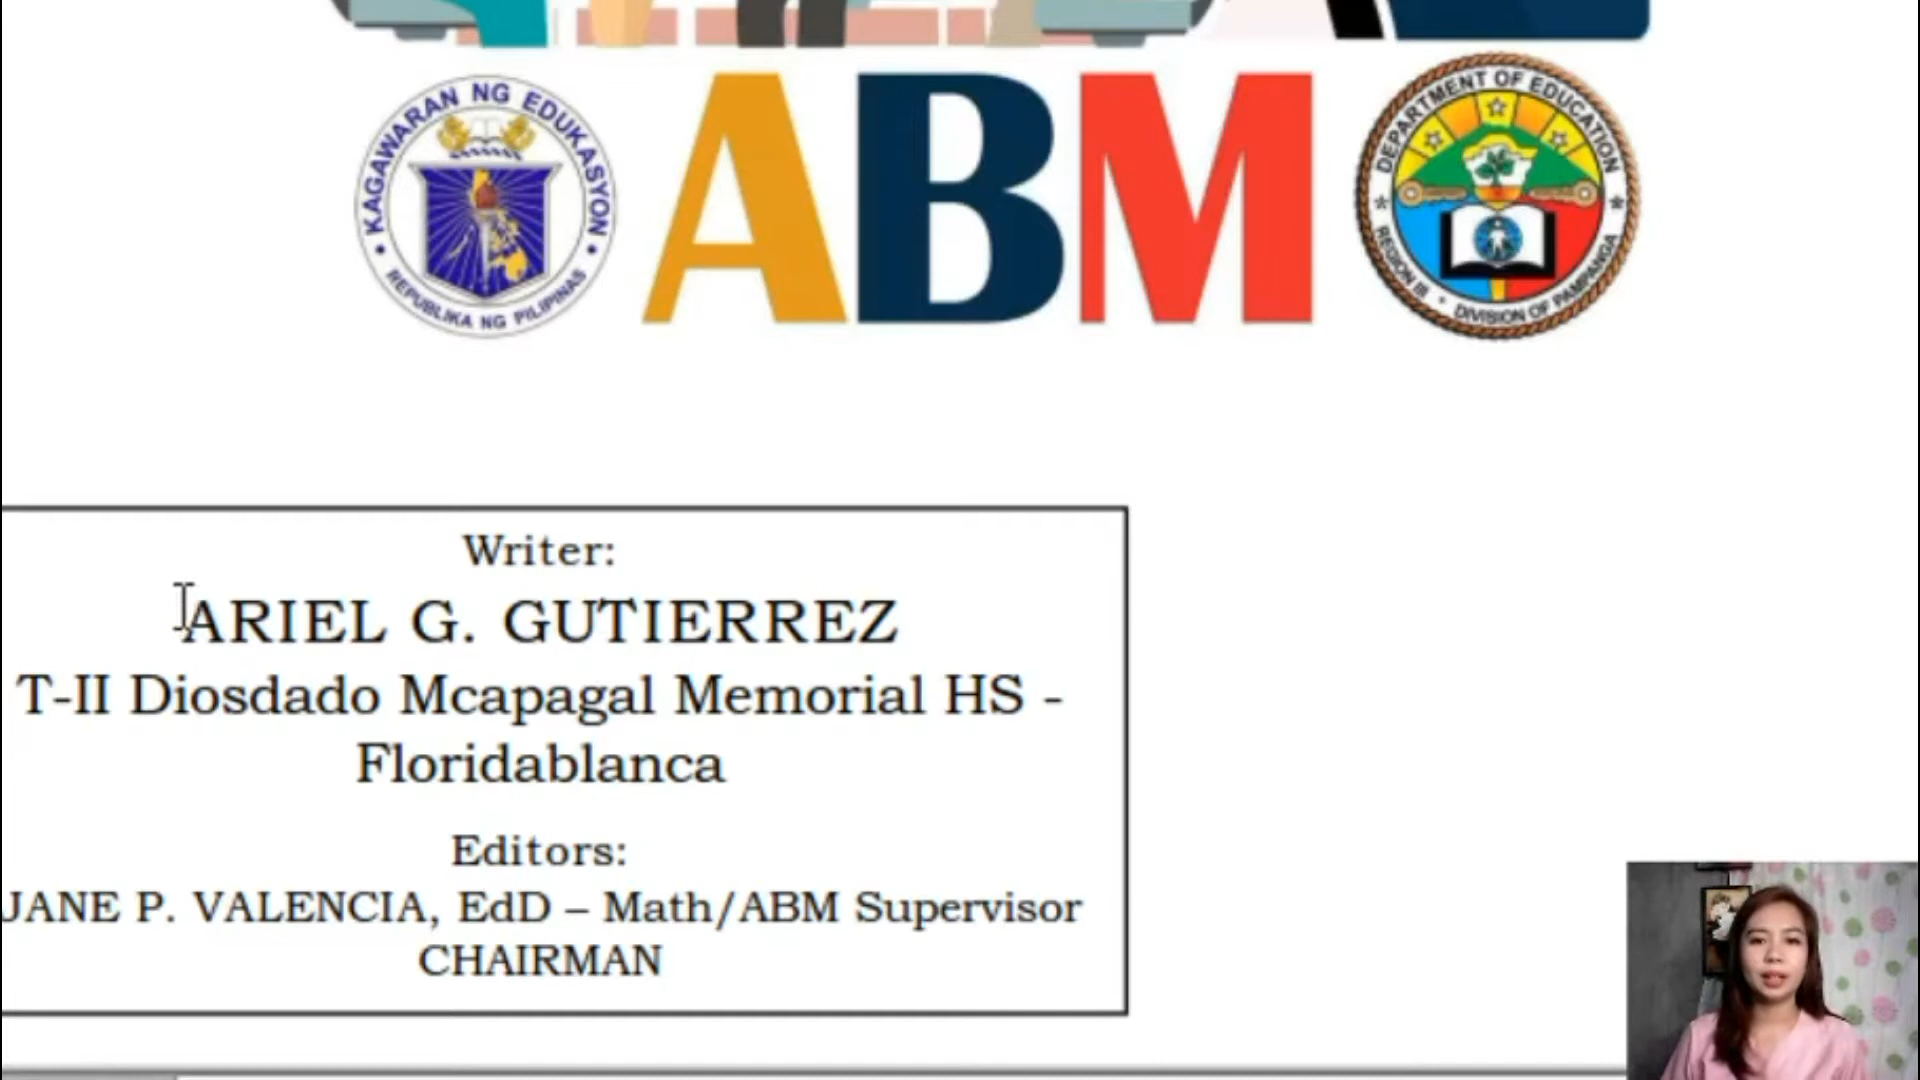 KAGAWARAN NG EDUKASYON
REPUBLIKA NG PILIPINAS
ABM
DEPARTMENT OF EDUCATION
REGION III • DIVISION OF PAMPANGA
Writer:
ARIEL G. GUTIERREZ
T-II Diosdado Mcapagal Memorial HS -
Floridablanca
Editors:
JANE P. VALENCIA, EdD – Math/ABM Supervisor
CHAIRMAN